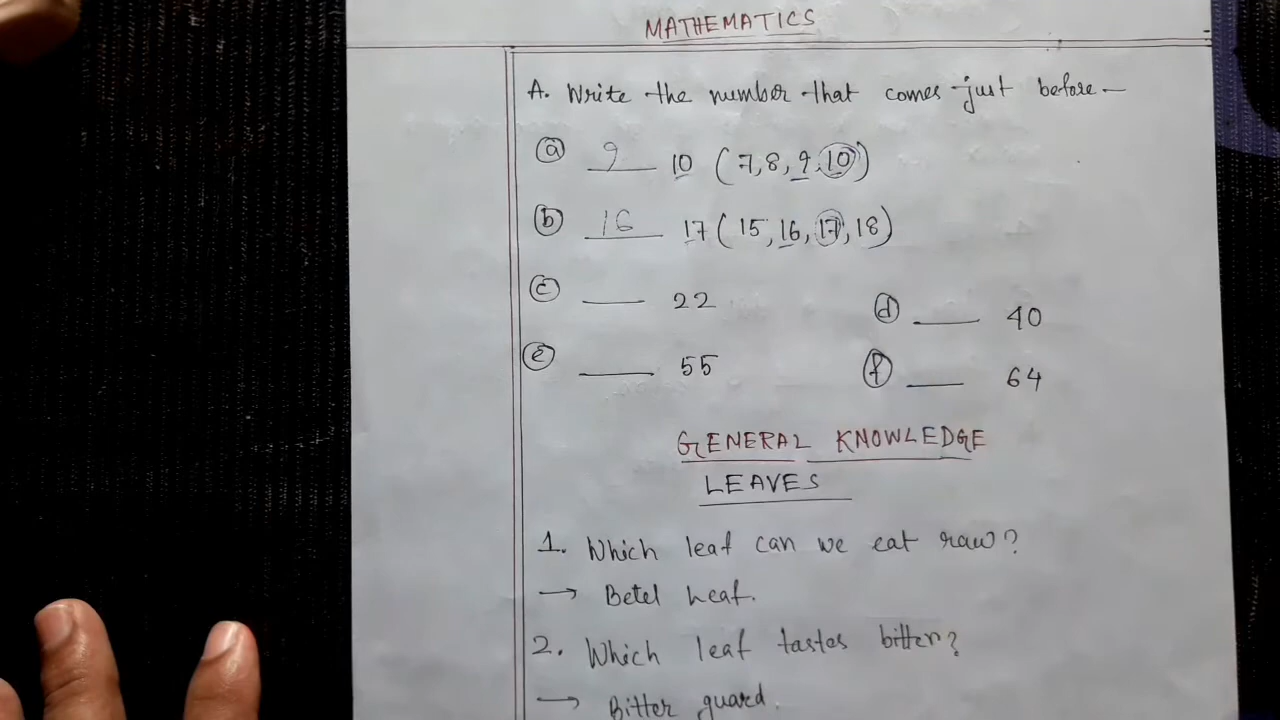 MATHEMATICS
A. Write the number that comes just before —
(a) 9 10 (7, 8, 9, 10)
(b) 16 17 (15, 16, 17, 18)
(c) ___ 22 (d) ___ 40
(e) ___ 55 (f) ___ 64
GENERAL KNOWLEDGE
LEAVES
1. Which leaf can we eat raw?
→ Betel leaf.
2. Which leaf tastes bitter?
→ Bitter guard.